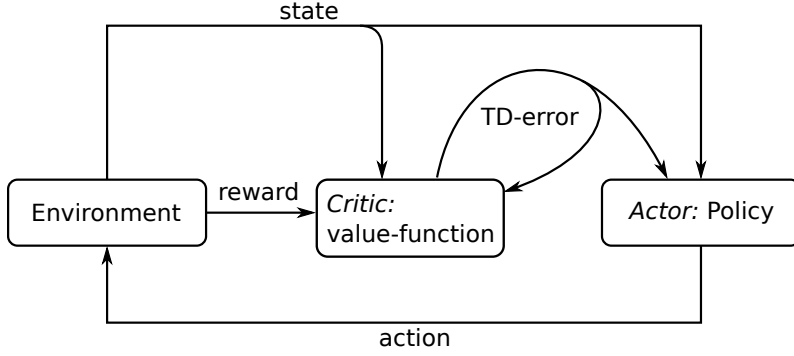 state
TD-error
reward
Environment
Critic:
value-function
Actor: Policy
action